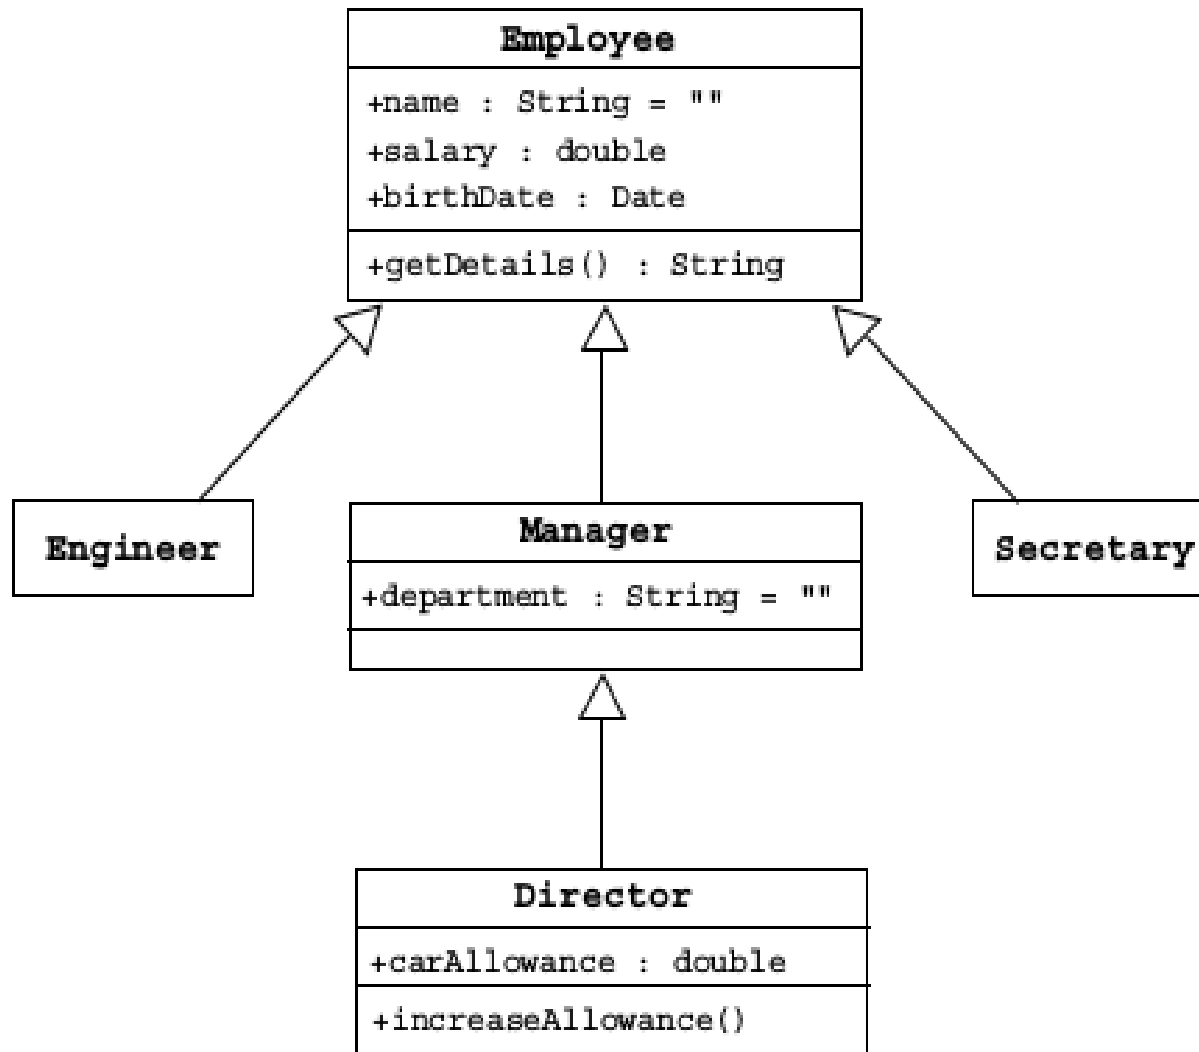 Employee
+name : String = ""
+salary : double
+birthDate : Date
+getDetails() : String
Engineer
Manager
+department : String = ""
Secretary
Director
+carAllowance : double
+increaseAllowance()